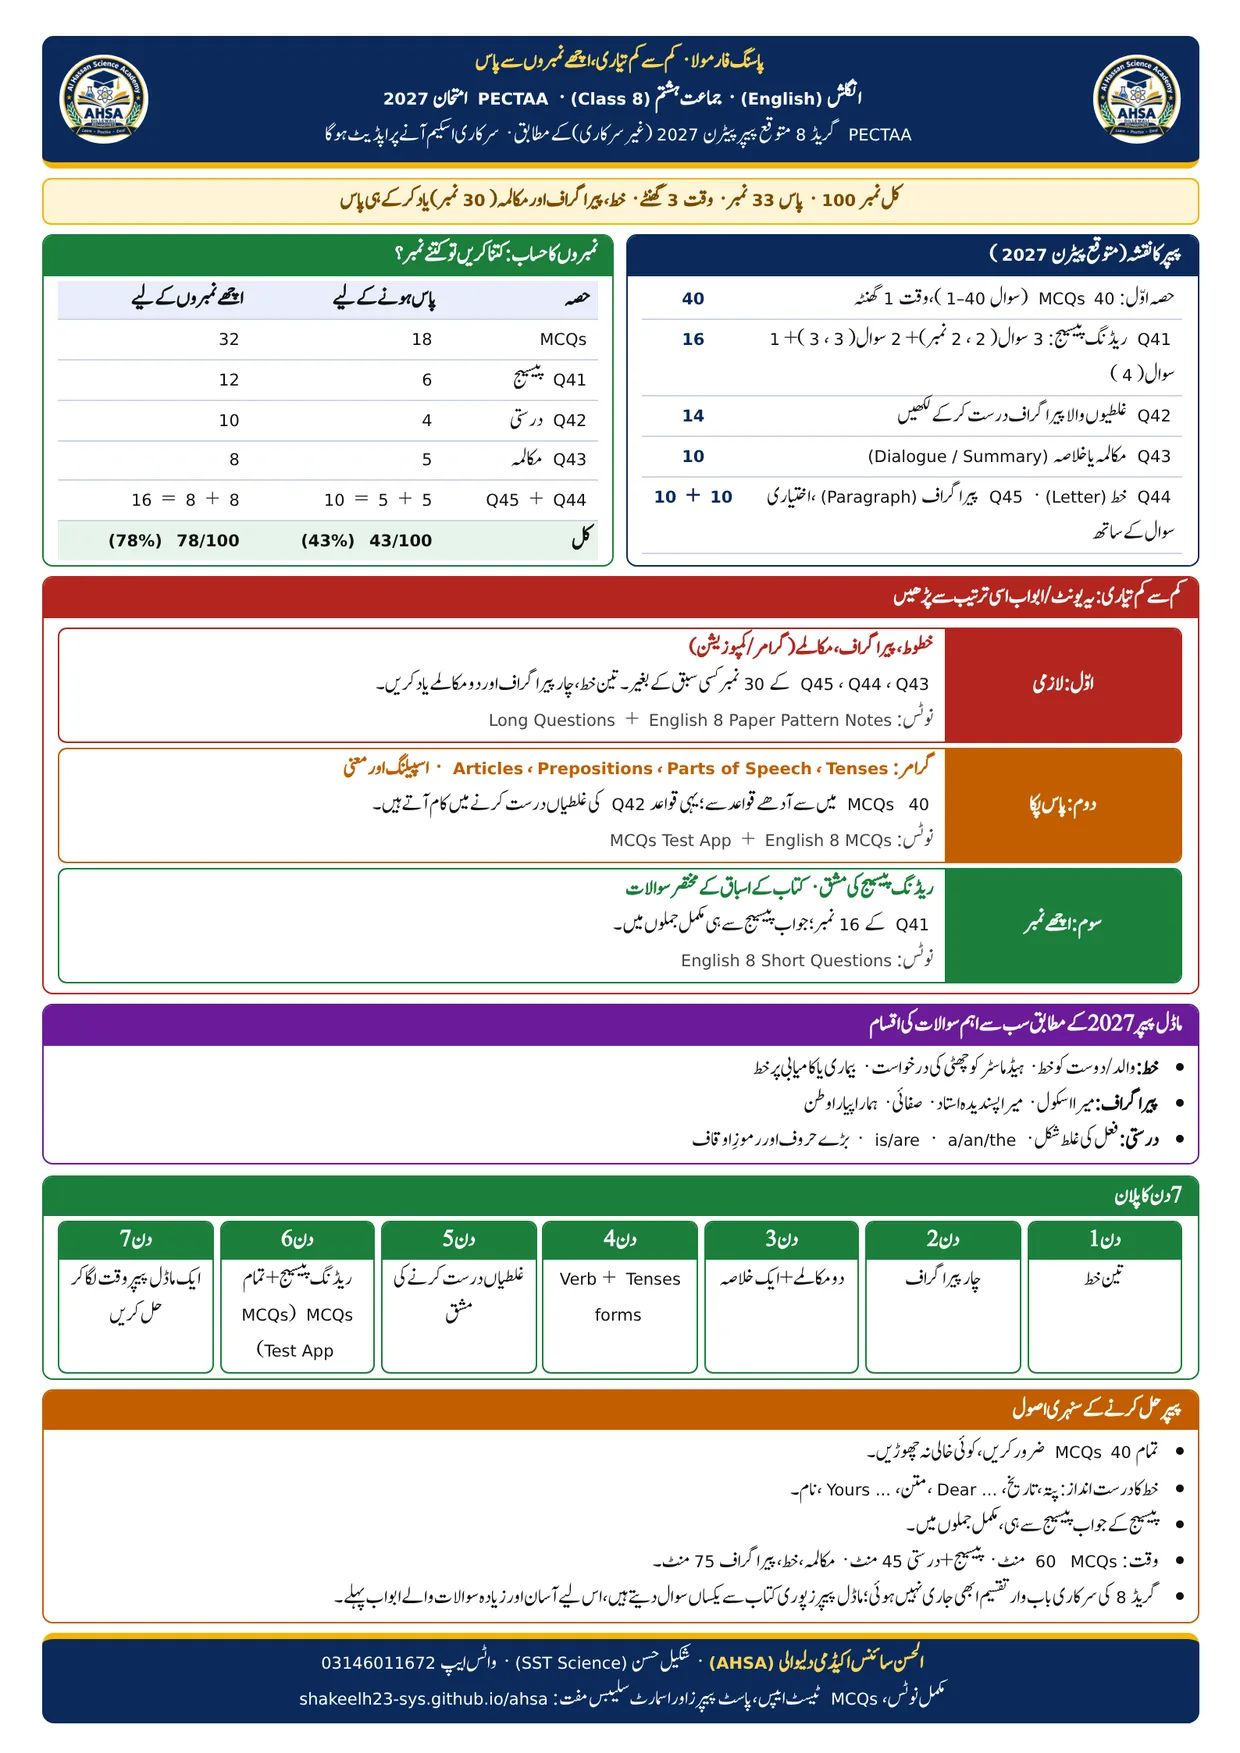 پاسنگ فارمولا · کم سے کم تیاری، اچھے نمبروں سے پاس
انگلش (English) · جماعت ہشتم (Class 8) · PECTAA امتحان 2027
PECTAA گریڈ 8 متوقع پیپر پیٹرن 2027 (غیر سرکاری) کے مطابق · سرکاری اسکیم آنے پر اپڈیٹ ہوگا
Al Hassan Science Academy
AHSA
کل نمبر 100 · پاس 33 نمبر · وقت 3 گھنٹے · خط، پیراگراف اور مکالمہ (30 نمبر) یاد کر کے ہی پاس
پیپر کا نقشہ (متوقع پیٹرن 2027)
حصہ اوّل: 40 MCQs (سوال 1–40)، وقت 1 گھنٹہ 40
Q41 ریڈنگ پیسیج: 3 سوال (2، 2 نمبر) + 2 سوال (3، 3) + 1 16
سوال (4)
Q42 غلطیوں والا پیراگراف درست کر کے لکھیں 14
Q43 مکالمہ یا خلاصہ (Dialogue / Summary) 10
Q44 خط (Letter) · Q45 پیراگراف (Paragraph)، اختیاری 10 + 10
سوال کے ساتھ
نمبروں کا حساب: کتنا کریں تو کتنے نمبر؟
حصہ پاس ہونے کے لیے اچھے نمبروں کے لیے
MCQs 18 32
Q41 پیسیج 6 12
Q42 درستی 4 10
Q43 مکالمہ 5 8
Q44 + Q45 5 + 5 = 10 8 + 8 = 16
کل 43/100 (43%) 78/100 (78%)
کم سے کم تیاری: یہ یونٹ/ابواب اسی ترتیب سے پڑھیں
اوّل: لازمی
خطوط، پیراگراف، مکالمے (گرامر/کمپوزیشن)
Q43، Q44، Q45 کے 30 نمبر کسی سبق کے بغیر۔ تین خط، چار پیراگراف اور دو مکالمے یاد کریں۔
نوٹس: English 8 Paper Pattern Notes + Long Questions
دوم: پاس پکا
گرامر: Tenses، Parts of Speech، Prepositions، Articles · اسپیلنگ اور معنی
40 MCQs میں سے آدھے قواعد سے؛ یہی قواعد Q42 کی غلطیاں درست کرنے میں کام آتے ہیں۔
نوٹس: English 8 MCQs + MCQs Test App
سوم: اچھے نمبر
ریڈنگ پیسیج کی مشق · کتاب کے اسباق کے مختصر سوالات
Q41 کے 16 نمبر؛ جواب پیسیج سے ہی مکمل جملوں میں۔
نوٹس: English 8 Short Questions
ماڈل پیپر 2027 کے مطابق سب سے اہم سوالات کی اقسام
• خط: والد/دوست کو خط · ہیڈماسٹر کو چھٹی کی درخواست · بیماری یا کامیابی پر خط
• پیراگراف: میرا اسکول · میرا پسندیدہ استاد · صفائی · ہمارا پیارا وطن
• درستی: فعل کی غلط شکل · is/are · a/an/the · بڑے حروف اور رموزِ اوقاف
7 دن کا پلان
دن 1
تین خط
دن 2
چار پیراگراف
دن 3
دو مکالمے + ایک خلاصہ
دن 4
Verb + Tenses
forms
دن 5
غلطیاں درست کرنے کی
مشق
دن 6
ریڈنگ پیسیج + تمام
MCQs (MCQs
Test App)
دن 7
ایک ماڈل پیپر وقت لگا کر
حل کریں
پیپر حل کرنے کے سنہری اصول
• تمام 40 MCQs ضرور کریں، کوئی خالی نہ چھوڑیں۔
• خط کا درست انداز: پتہ، تاریخ، Dear ...، متن، Yours ...، نام۔
• پیسیج کے جواب پیسیج سے ہی، مکمل جملوں میں۔
• وقت: MCQs 60 منٹ · پیسیج + درستی 45 منٹ · مکالمہ، خط، پیراگراف 75 منٹ۔
• گریڈ 8 کی سرکاری باب وار تقسیم ابھی جاری نہیں ہوئی؛ ماڈل پیپرز پوری کتاب سے یکساں سوال دیتے ہیں، اس لیے آسان اور زیادہ سوالات والے ابواب پہلے۔
الحسن سائنس اکیڈمی دلیوالی (AHSA) · شکیل حسن (SST Science) · واٹس ایپ 03146011672
مکمل نوٹس، MCQs ٹیسٹ ایپس، پاسٹ پیپرز اور اسمارٹ سلیبس مفت: shakeelh23-sys.github.io/ahsa